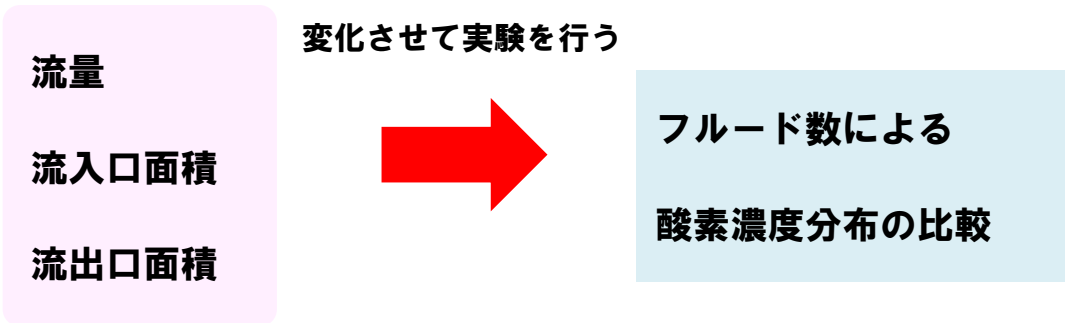 流量
流入口面積
流出口面積
変化させて実験を行う
フルード数による
酸素濃度分布の比較